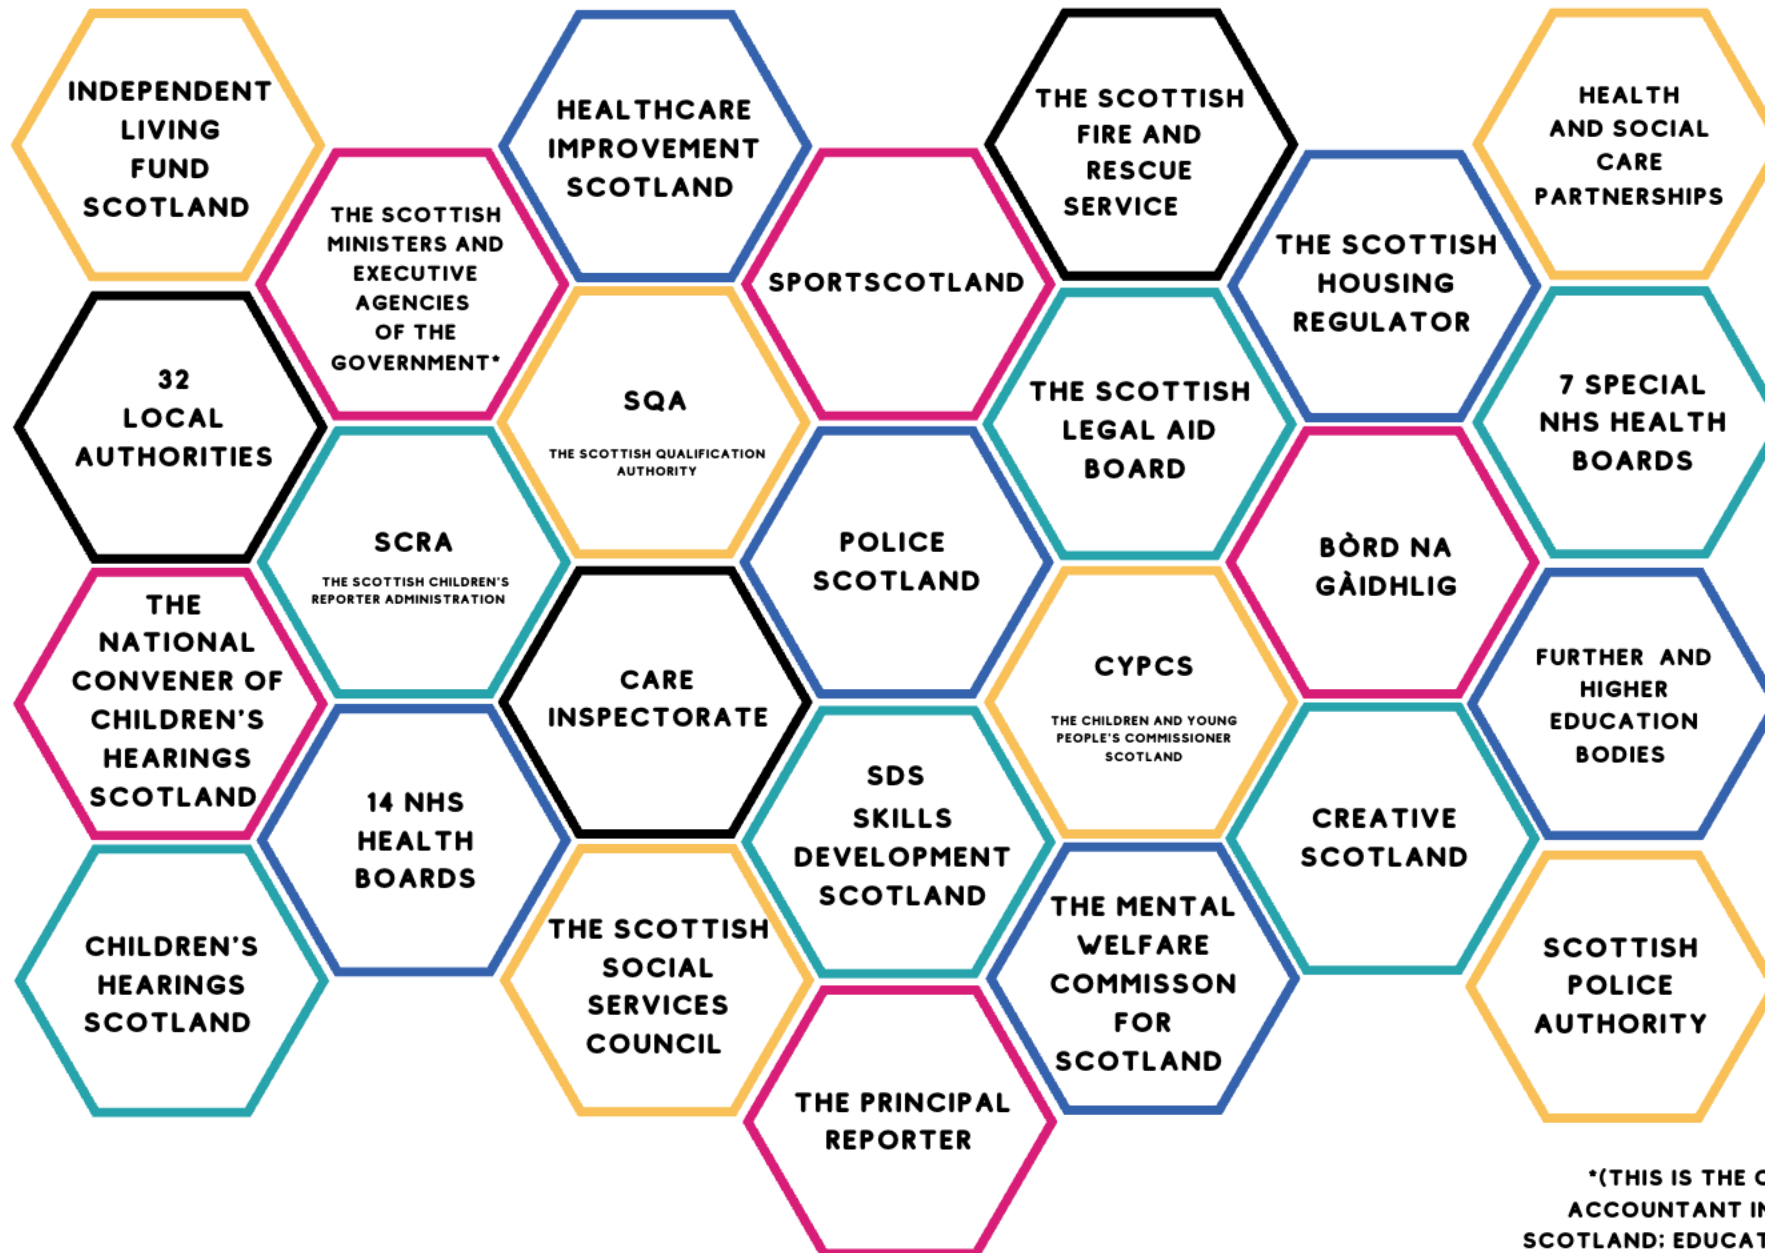 INDEPENDENT
LIVING
FUND
SCOTLAND
HEALTHCARE
IMPROVEMENT
SCOTLAND
THE SCOTTISH
FIRE AND
RESCUE
SERVICE
HEALTH
AND SOCIAL
CARE
PARTNERSHIPS
THE SCOTTISH
MINISTERS AND
EXECUTIVE
AGENCIES
OF THE
GOVERNMENT*
SPORTSCOTLAND
THE SCOTTISH
HOUSING
REGULATOR
32
LOCAL
AUTHORITIES
SQA
THE SCOTTISH QUALIFICATION
AUTHORITY
THE SCOTTISH
LEGAL AID
BOARD
7 SPECIAL
NHS HEALTH
BOARDS
SCRA
THE SCOTTISH CHILDREN'S
REPORTER ADMINISTRATION
POLICE
SCOTLAND
BÒRD NA
GÀIDHLIG
THE
NATIONAL
CONVENER OF
CHILDREN'S
HEARINGS
SCOTLAND
CARE
INSPECTORATE
CYPCS
THE CHILDREN AND YOUNG
PEOPLE'S COMMISSIONER
SCOTLAND
FURTHER AND
HIGHER
EDUCATION
BODIES
14 NHS
HEALTH
BOARDS
SDS
SKILLS
DEVELOPMENT
SCOTLAND
CREATIVE
SCOTLAND
CHILDREN'S
HEARINGS
SCOTLAND
THE SCOTTISH
SOCIAL
SERVICES
COUNCIL
THE MENTAL
WELFARE
COMMISSON
FOR
SCOTLAND
SCOTTISH
POLICE
AUTHORITY
THE PRINCIPAL
REPORTER
*(THIS IS THE
ACCOUNTANT IN
SCOTLAND; EDUCAT